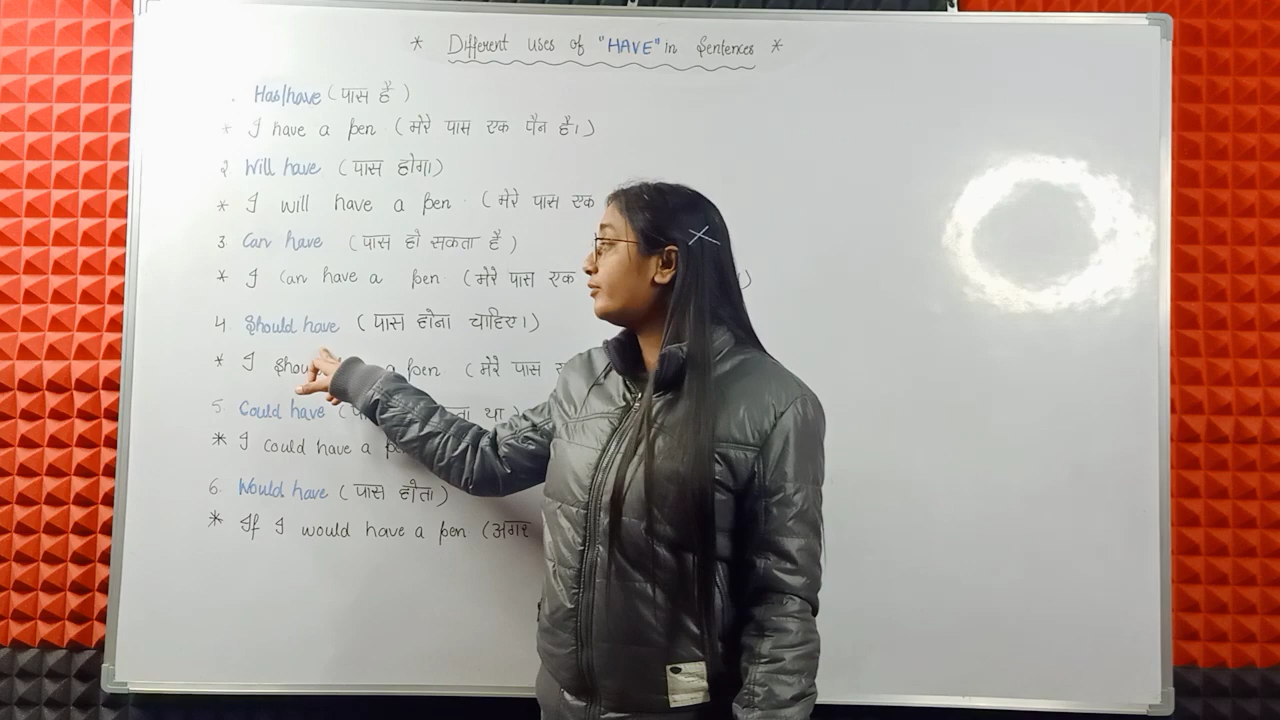 * Different uses of "HAVE" in Sentences *
. Has/have (पास है)
* I have a pen. (मेरे पास एक पैन है।)
२ Will have (पास होगा)
* I will have a pen. (मेरे पास एक
3 Can have (पास हो सकता है)
* I can have a pen. (मेरे पास एक )
4. Should have (पास होना चाहिए।)
* I a pen (मेरे पास
5. Could have ( था)
* I could have a
6. Would have (पास होता)
* If I would have a pen (अगर